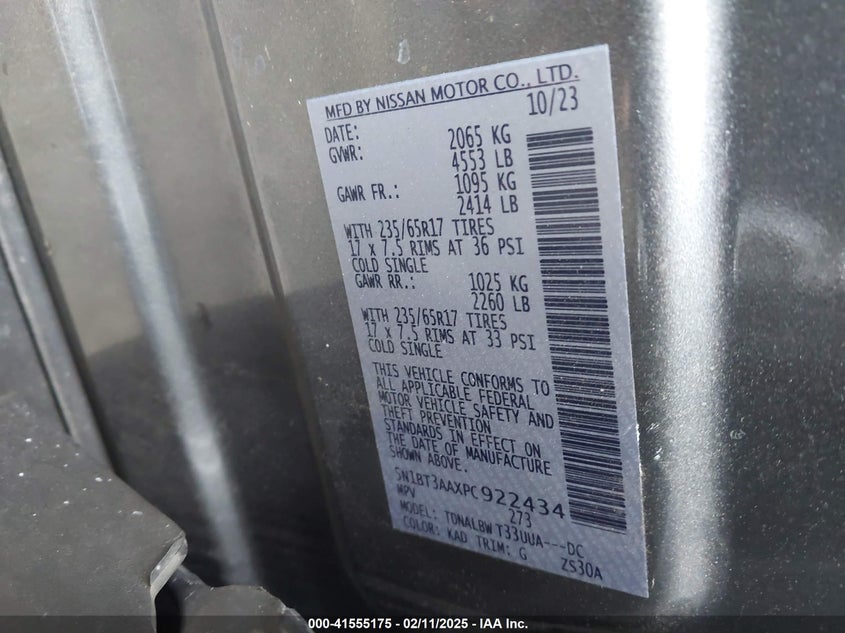 MFD BY NISSAN MOTOR CO., LTD.
DATE: 10/23
GVWR: 2065 KG
4553 LB
GAWR FR.: 1095 KG
2414 LB
WITH 235/65R17 TIRES
17 x 7.5 RIMS AT 36 PSI
COLD SINGLE
GAWR RR.: 1025 KG
2260 LB
WITH 235/65R17 TIRES
17 x 7.5 RIMS AT 33 PSI
COLD SINGLE
THIS VEHICLE CONFORMS TO
ALL APPLICABLE FEDERAL
MOTOR VEHICLE SAFETY AND
THEFT PREVENTION
STANDARDS IN EFFECT ON
THE DATE OF MANUFACTURE
SHOWN ABOVE.
5N1BT3AAXPC922434
MPV 273
MODEL: TDNALBW T33UUA---DC
COLOR: KAD TRIM: G ZS30A
000-41555175 - 02/11/2025 - IAA Inc.